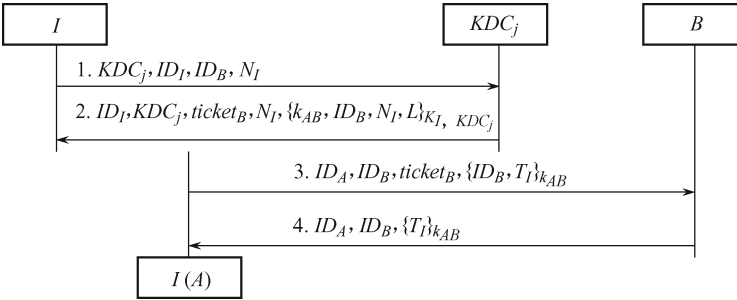 I KDC_j B
1. KDC_j, ID_I, ID_B, N_I
2. ID_I, KDC_j, ticket_B, N_I, {k_AB, ID_B, N_I, L}_K_I, KDC_j
3. ID_A, ID_B, ticket_B, {ID_B, T_I}_k_AB
4. ID_A, ID_B, {T_I}_k_AB
I (A)